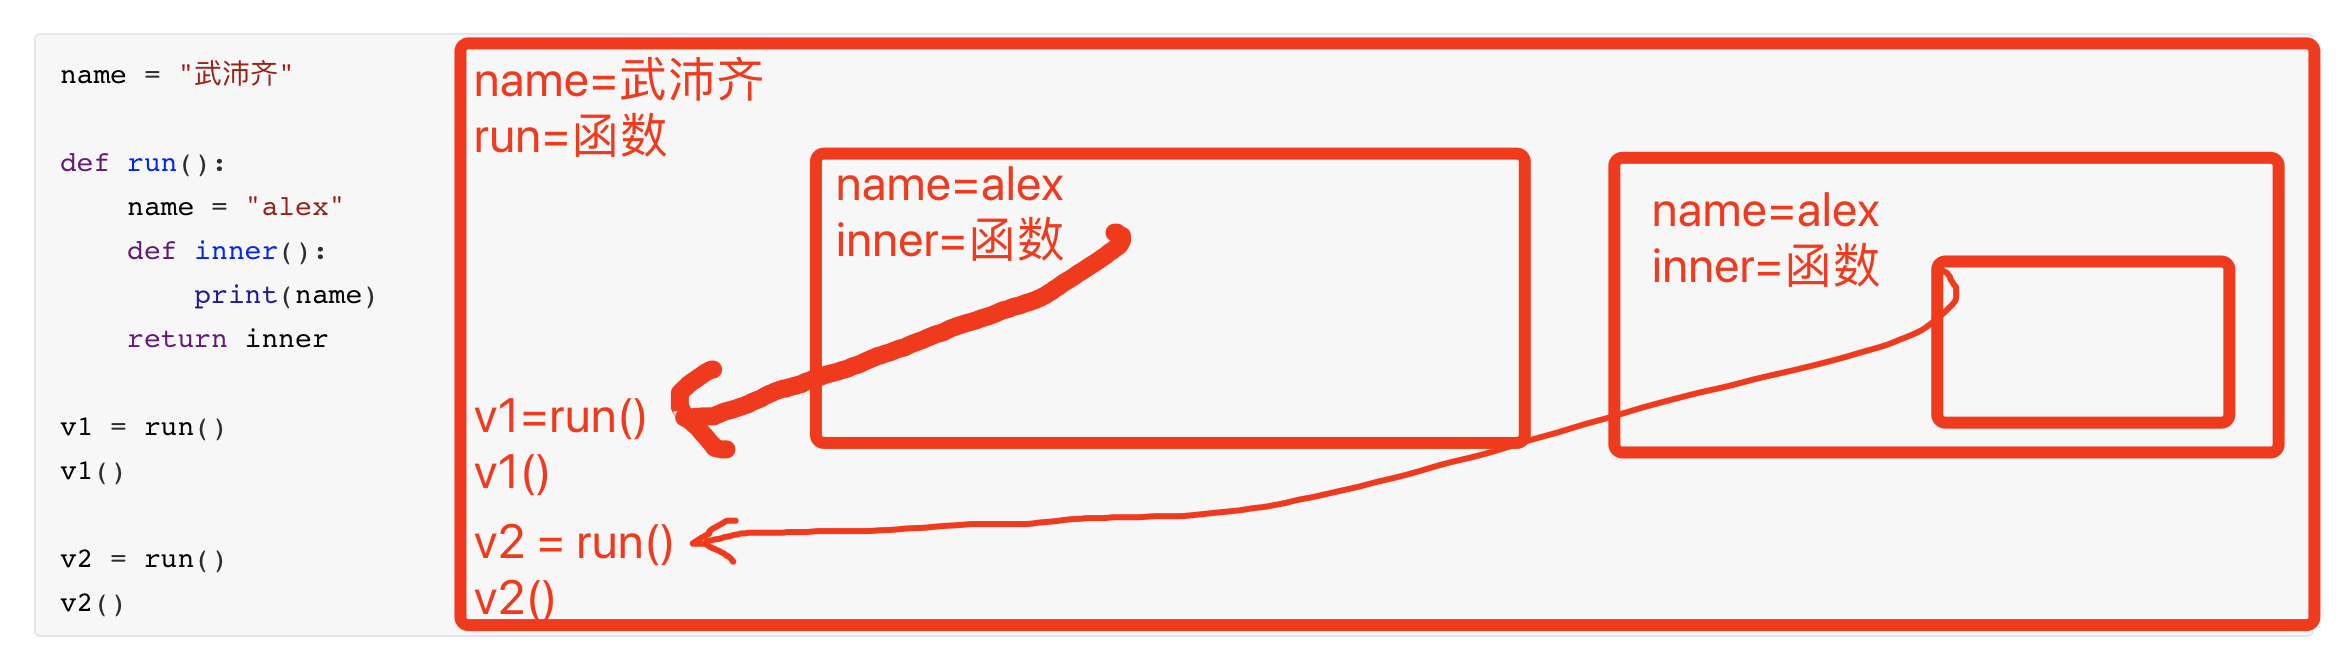 name = "武沛齐"
def run():
    name = "alex"
    def inner():
        print(name)
    return inner
v1 = run()
v1()
v2 = run()
v2()
name=武沛齐
run=函数
name=alex
inner=函数
name=alex
inner=函数
v1=run()
v1()
v2 = run()
v2()